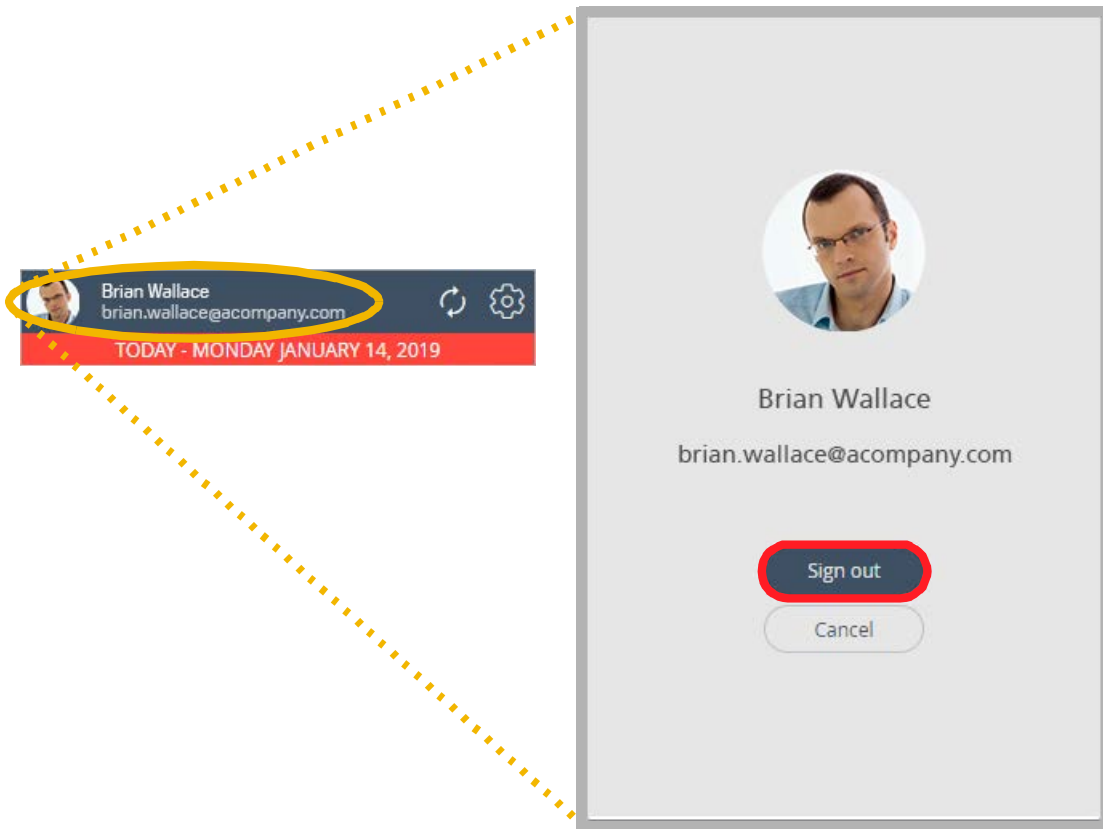 Brian Wallace
brian.wallace@acompany.com
TODAY - MONDAY JANUARY 14, 2019
Brian Wallace
brian.wallace@acompany.com
Sign out
Cancel